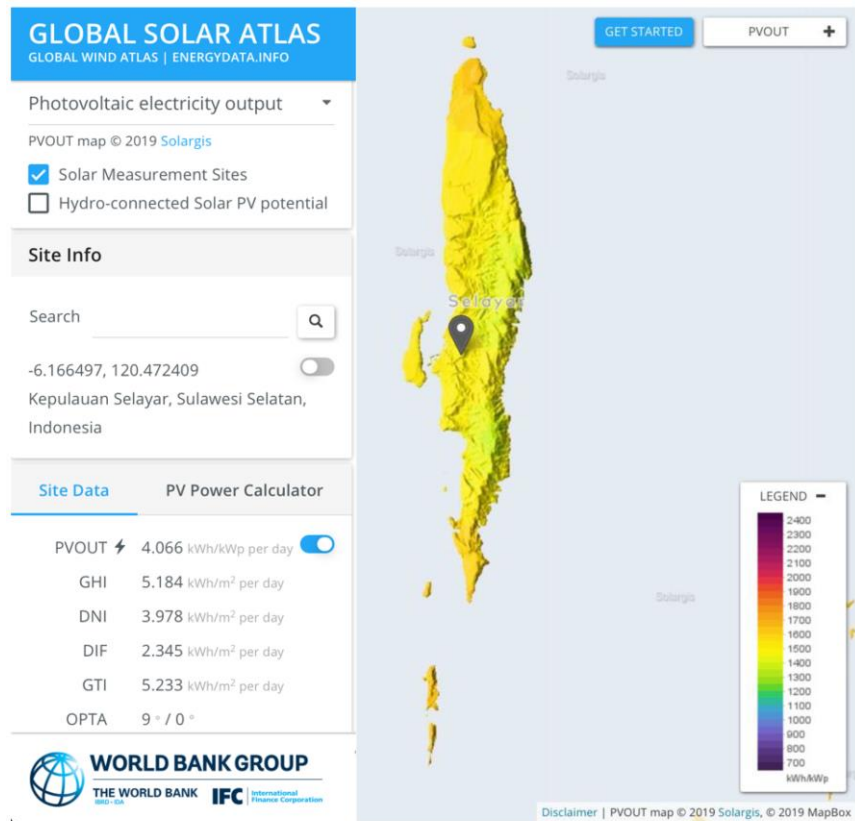 GLOBAL SOLAR ATLAS
GLOBAL WIND ATLAS | ENERGYDATA.INFO
Photovoltaic electricity output
PVOUT map © 2019 Solargis
Solar Measurement Sites
Hydro-connected Solar PV potential
Site Info
Search
-6.166497, 120.472409
Kepulauan Selayar, Sulawesi Selatan,
Indonesia
Site Data PV Power Calculator
PVOUT 4.066 kWh/kWp per day
GHI 5.184 kWh/m² per day
DNI 3.978 kWh/m² per day
DIF 2.345 kWh/m² per day
GTI 5.233 kWh/m² per day
OPTA 9 ° / 0 °
WORLD BANK GROUP
THE WORLD BANK
IBRD • IDA
IFC International
Finance Corporation
GET STARTED
PVOUT +
Solargis
Solargis
Selayar
Solargis
LEGEND −
2400
2300
2200
2100
2000
1900
1800
1700
1600
1500
1400
1300
1200
1100
1000
900
800
700
kWh/kWp
Disclaimer | PVOUT map © 2019 Solargis, © 2019 MapBox